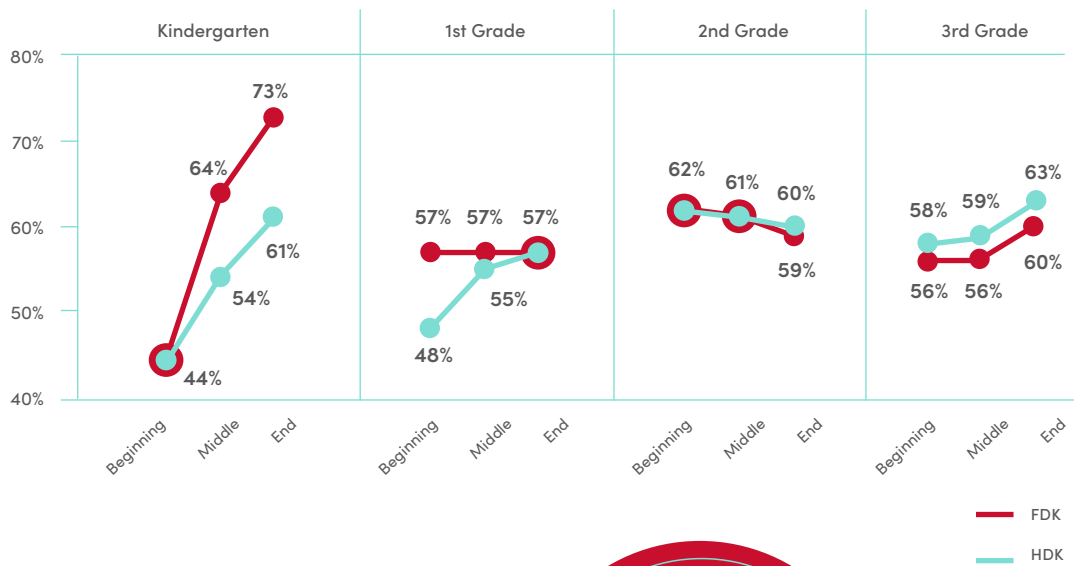 Kindergarten 1st Grade 2nd Grade 3rd Grade
80%
73%
70%
64%
63%
62% 61% 60%
58% 59%
60%
57% 57% 57%
61%
60%
59%
54%
55%
56% 56%
50%
48%
44%
40%
Beginning Middle End Beginning Middle End Beginning Middle End Beginning Middle End
FDK
HDK